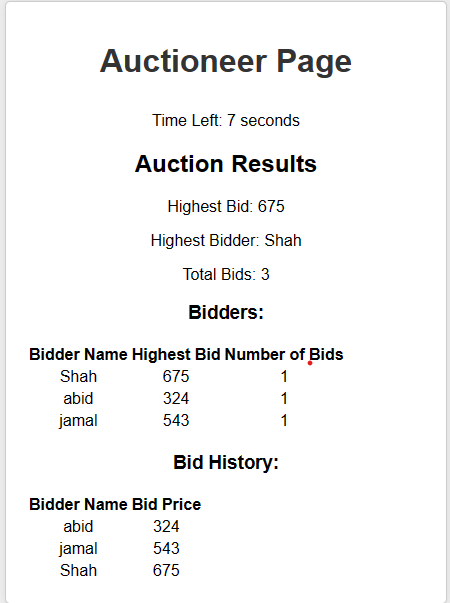 Auctioneer Page
Time Left: 7 seconds
Auction Results
Highest Bid: 675
Highest Bidder: Shah
Total Bids: 3
Bidders:
Bidder Name Highest Bid Number of Bids
Shah 675 1
abid 324 1
jamal 543 1
Bid History:
Bidder Name Bid Price
abid 324
jamal 543
Shah 675